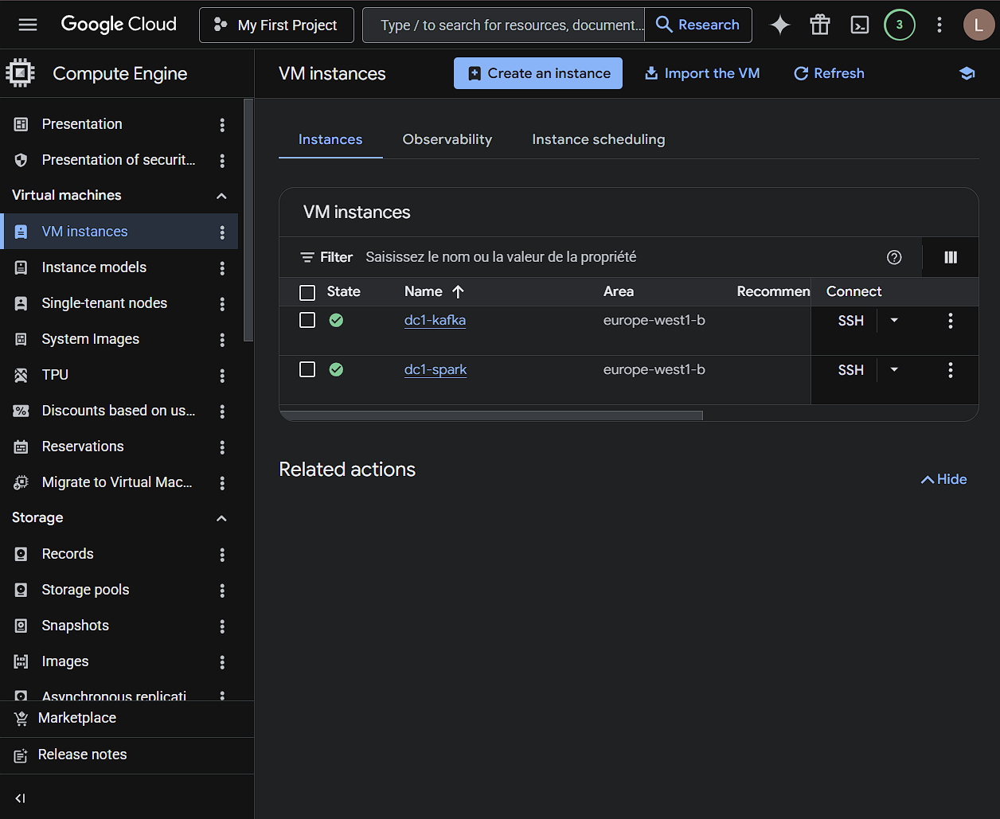 Google Cloud
My First Project
Type / to search for resources, document...
Research
3
L
Compute Engine
VM instances
Create an instance
Import the VM
Refresh
Presentation
Presentation of securit...
Virtual machines
VM instances
Instance models
Single-tenant nodes
System Images
TPU
Discounts based on us...
Reservations
Migrate to Virtual Mac...
Storage
Records
Storage pools
Snapshots
Images
Asynchronous replicati
Marketplace
Release notes
Instances
Observability
Instance scheduling
VM instances
Filter Saisissez le nom ou la valeur de la propriété
State Name Area Recommen Connect
dc1-kafka europe-west1-b SSH
dc1-spark europe-west1-b SSH
Related actions
Hide